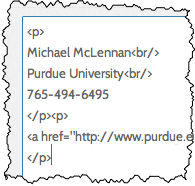 <p>
Michael McLennan<br/>
Purdue University<br/>
765-494-6495
</p><p>
<a href="http://www.purdue.e
</p>